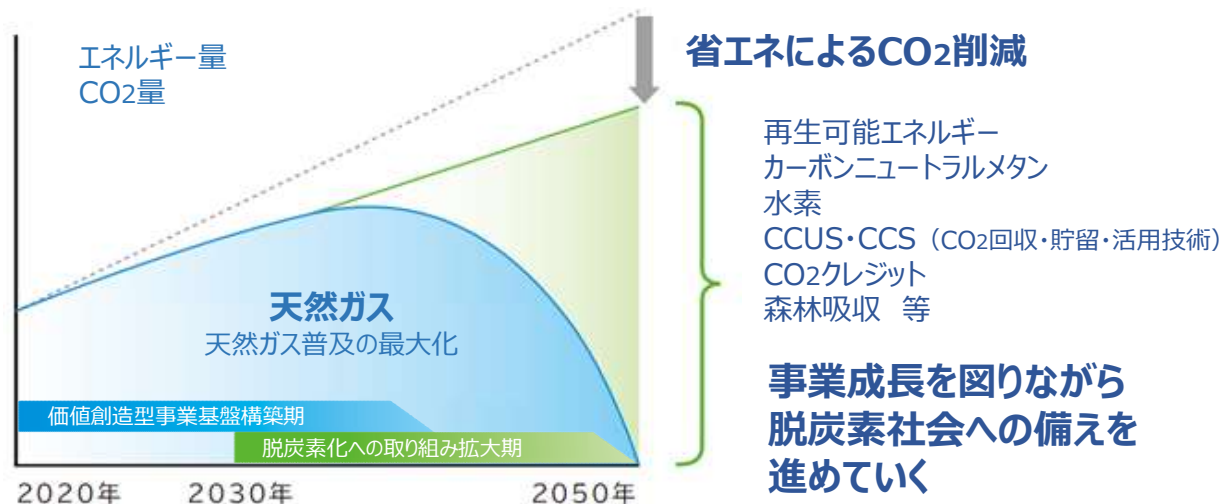 エネルギー量
CO2量
省エネによるCO2削減
再生可能エネルギー
カーボンニュートラルメタン
水素
CCUS・CCS（CO2回収・貯留・活用技術）
CO2クレジット
森林吸収　等
天然ガス
天然ガス普及の最大化
事業成長を図りながら
脱炭素社会への備えを
進めていく
価値創造型事業基盤構築期
脱炭素化への取り組み拡大期
2020年
2030年
2050年